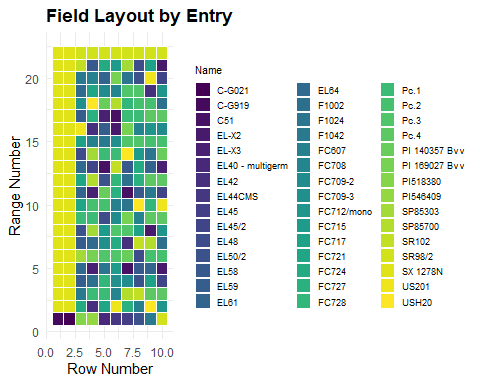 Field Layout by Entry
Range Number
20
15
10
5
0
0.0 2.5 5.0 7.5 10.0
Row Number
Name
C-G021
C-G919
C51
EL-X2
EL-X3
EL40 - multigerm
EL42
EL44CMS
EL45
EL45/2
EL48
EL50/2
EL58
EL59
EL61
EL64
F1002
F1024
F1042
FC607
FC708
FC709-2
FC709-3
FC712/mono
FC715
FC717
FC721
FC724
FC727
FC728
Pc.1
Pc.2
Pc.3
Pc.4
PI 140357 Bvv
PI 169027 Bvv
PI518380
PI546409
SP85303
SP85700
SR102
SR98/2
SX 1278N
US201
USH20